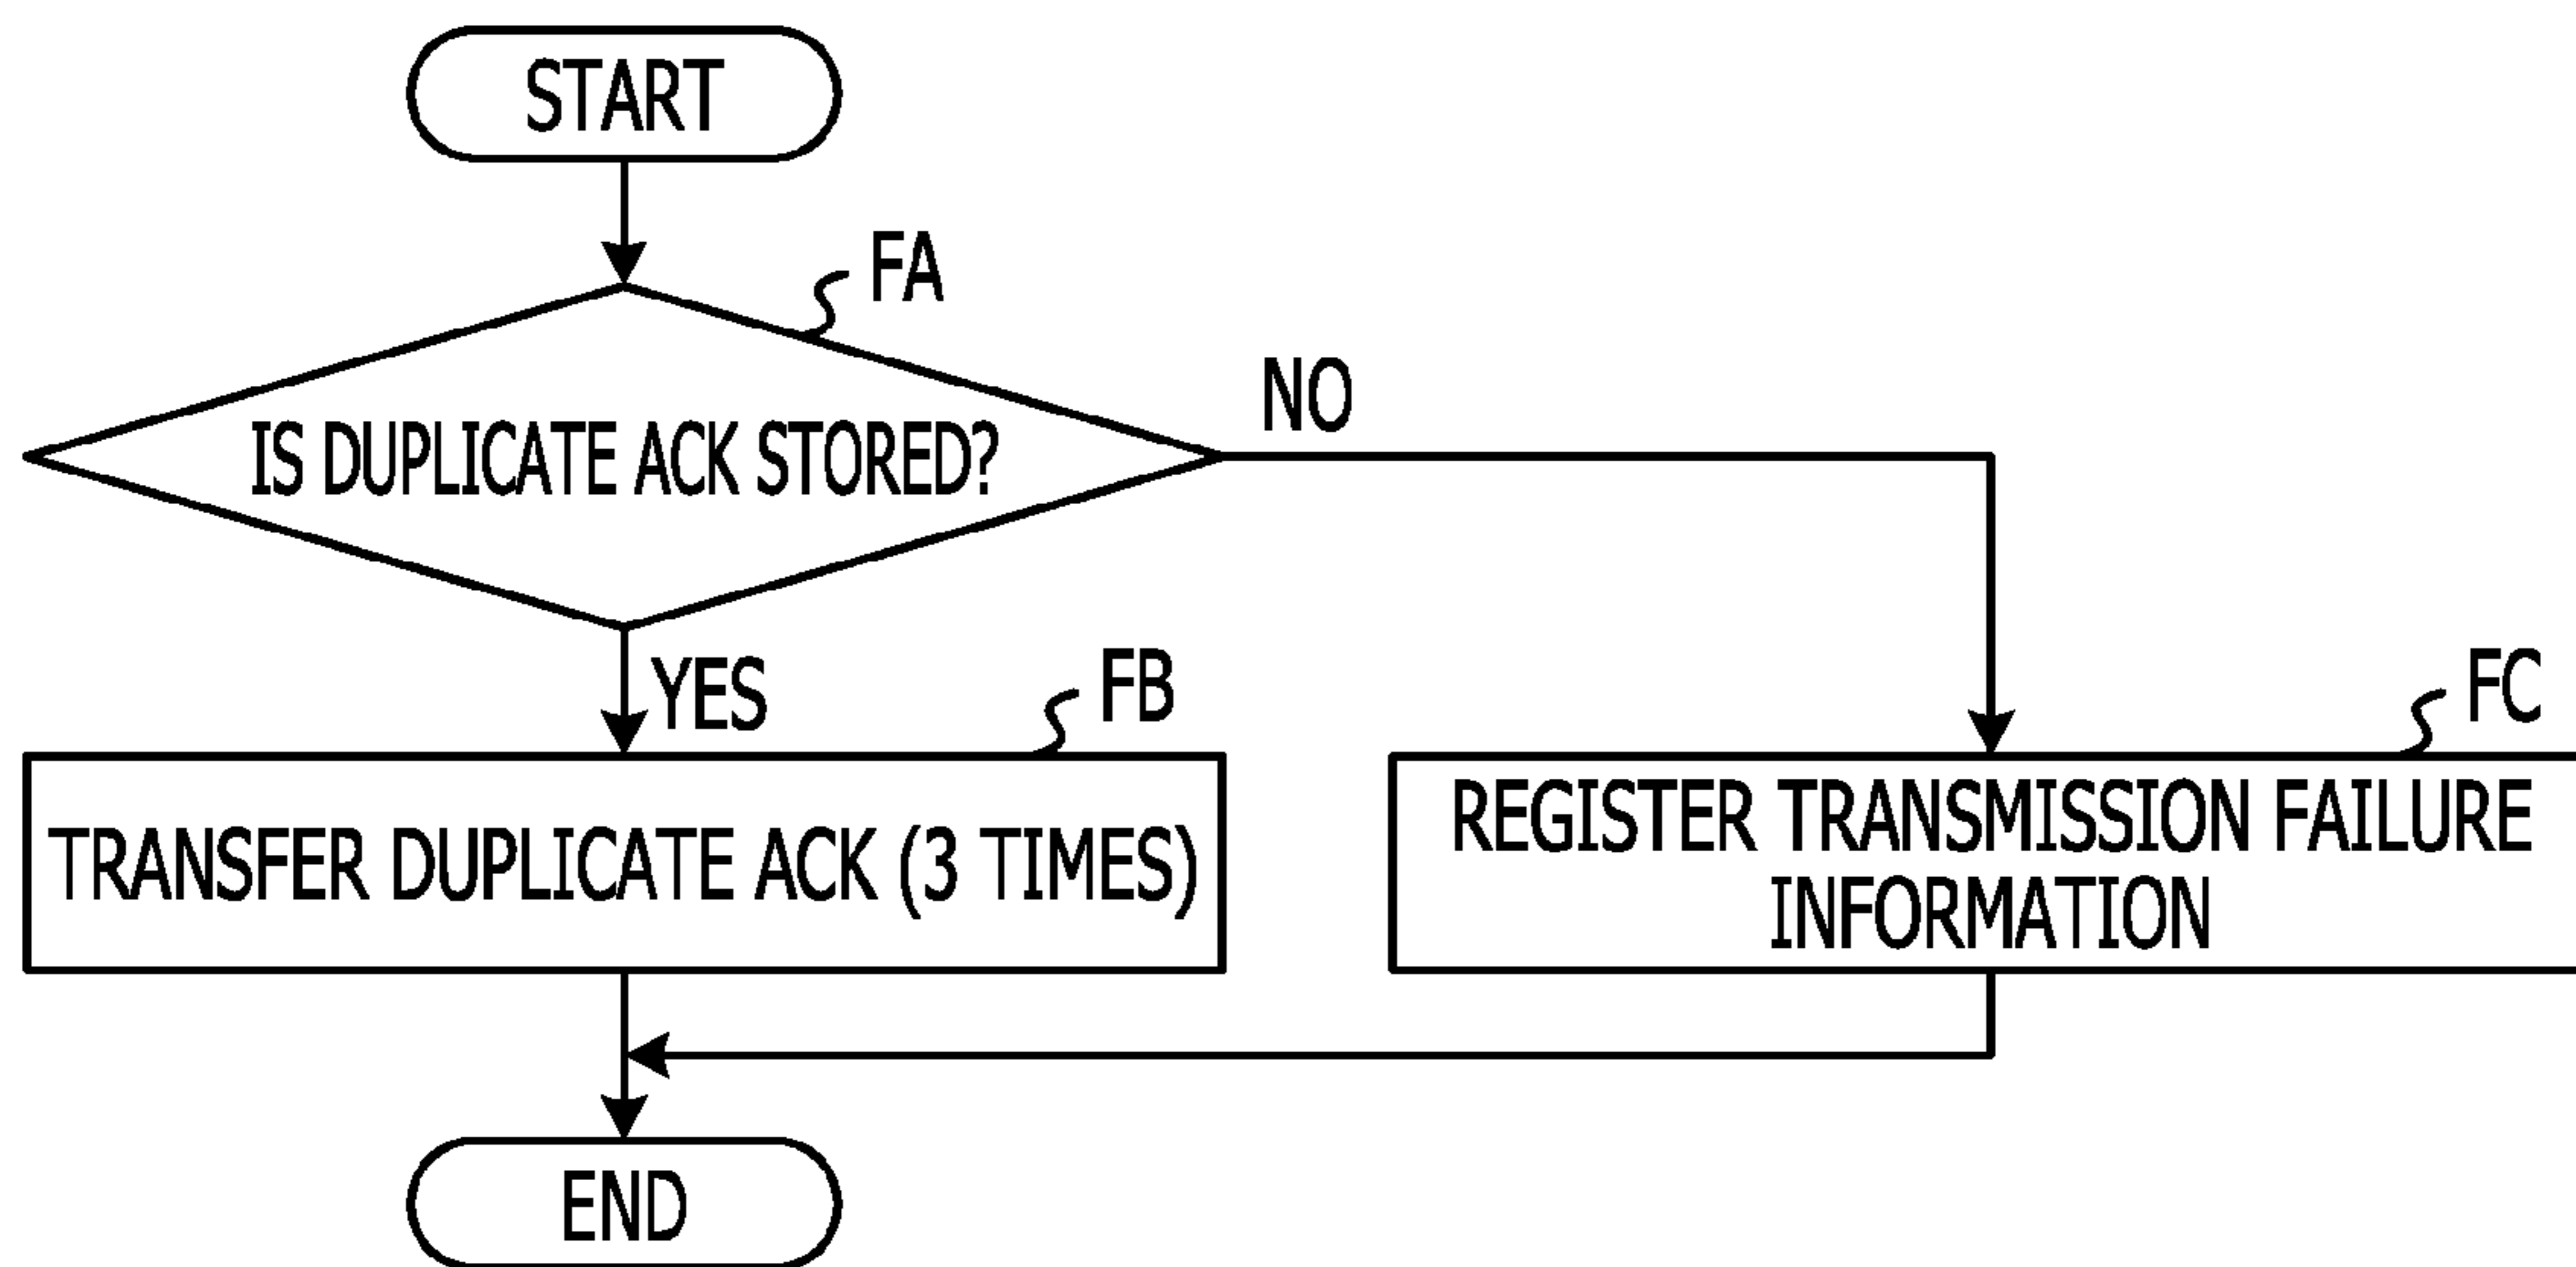 START
FA
IS DUPLICATE ACK STORED?
NO
YES
FB
TRANSFER DUPLICATE ACK (3 TIMES)
FC
REGISTER TRANSMISSION FAILURE
INFORMATION
END